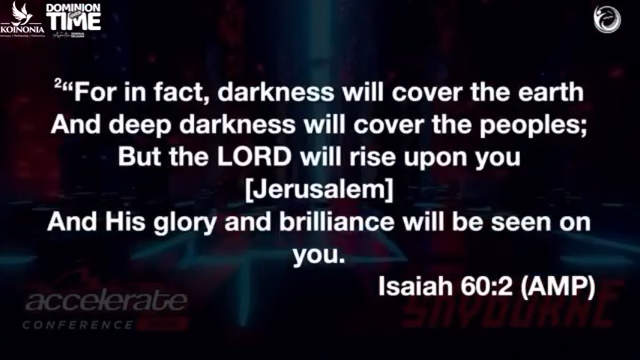 KOINONIA
DOMINION
TIME
²“For in fact, darkness will cover the earth
And deep darkness will cover the peoples;
But the LORD will rise upon you
[Jerusalem]
And His glory and brilliance will be seen on
you.
Isaiah 60:2 (AMP)
accelerate
CONFERENCE